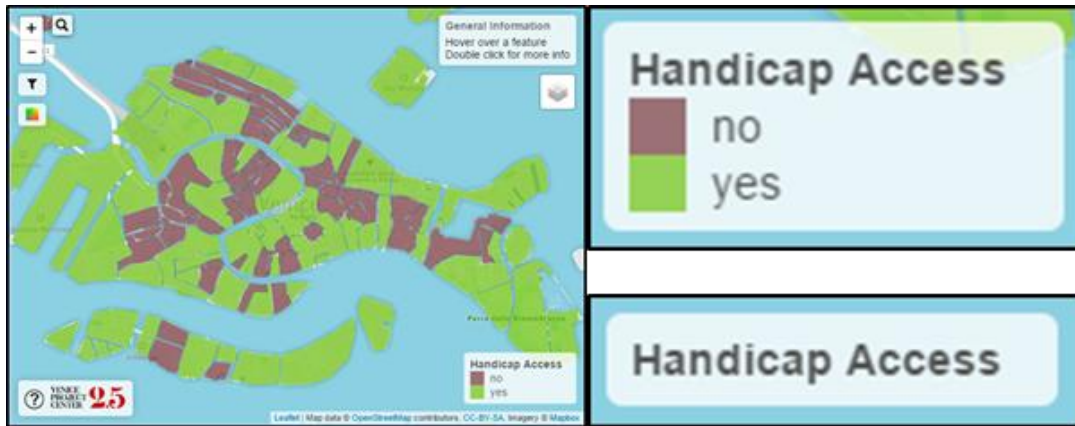 +
−
General Information
Hover over a feature
Double click for more info
Handicap Access
no
yes
?
VENICE
PROJECT
CENTER 25
Leaflet | Map data © OpenStreetMap contributors, CC-BY-SA, Imagery © Mapbox
Handicap Access
no
yes
Handicap Access